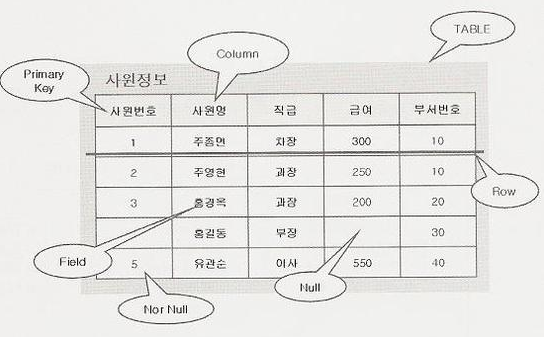 TABLE
Column
Primary
Key
사원정보
사원번호 사원명 직급 급여 부서번호
1 주좀먼 차장 300 10
2 주영현 과장 250 10
Row
3 홍경옥 과장 200 20
Field
홍길동 부장 30
5 유관순 이사 550 40
Null
Nor Null